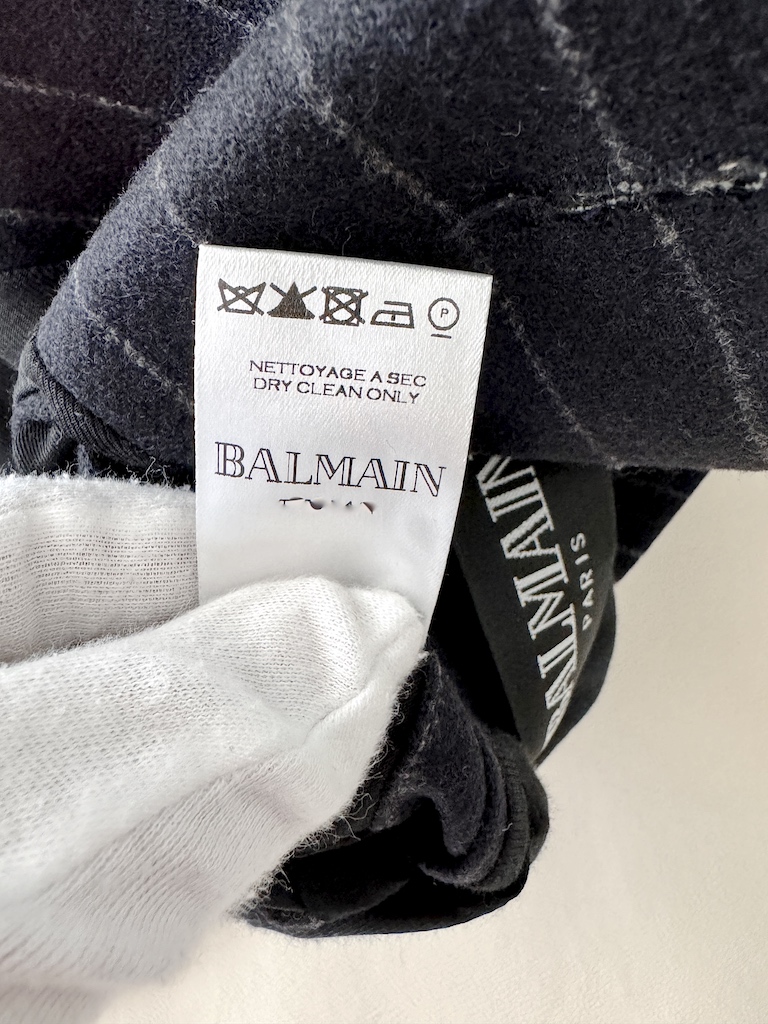 P
NETTOYAGE A SEC
DRY CLEAN ONLY
BALMAIN
BALMAIN
PARIS